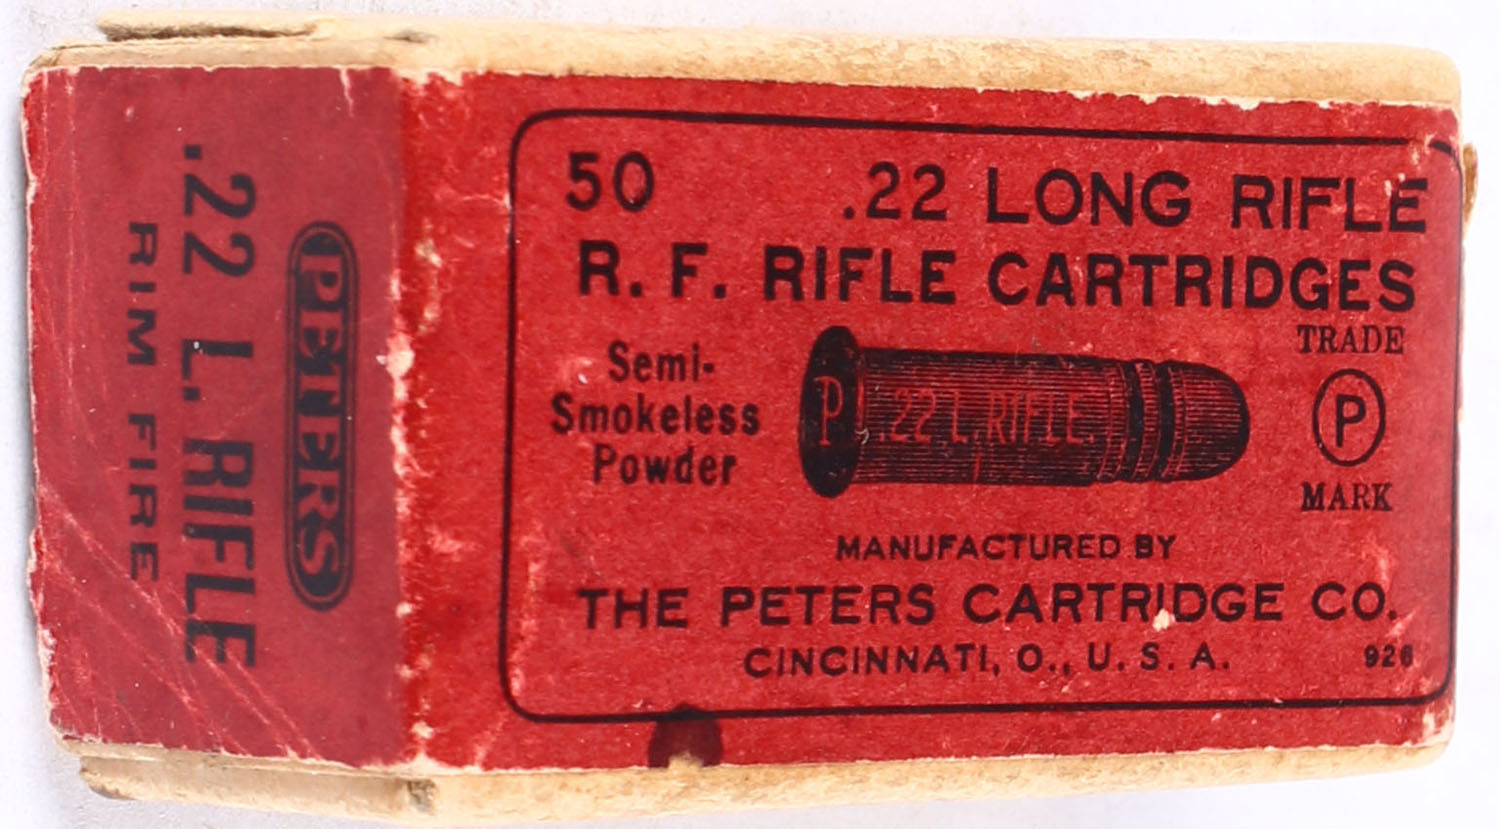 50 .22 LONG RIFLE
R. F. RIFLE CARTRIDGES
Semi-
Smokeless
Powder
P .22 L. RIFLE.
TRADE
P
MARK
MANUFACTURED BY
THE PETERS CARTRIDGE CO.
CINCINNATI, O., U. S. A.
926
PETERS
.22 L. RIFLE
RIM FIRE